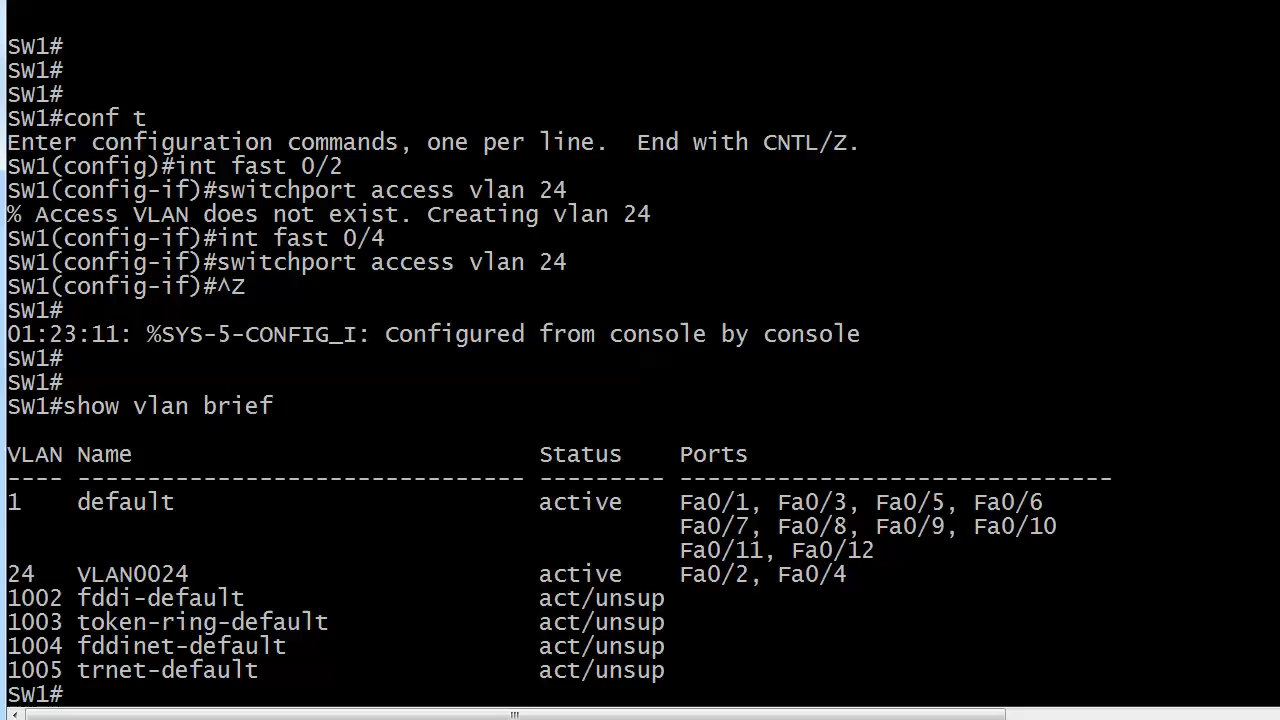 SW1#
SW1#
SW1#
SW1#conf t
Enter configuration commands, one per line.  End with CNTL/Z.
SW1(config)#int fast 0/2
SW1(config-if)#switchport access vlan 24
% Access VLAN does not exist. Creating vlan 24
SW1(config-if)#int fast 0/4
SW1(config-if)#switchport access vlan 24
SW1(config-if)#^Z
SW1#
01:23:11: %SYS-5-CONFIG_I: Configured from console by console
SW1#
SW1#
SW1#show vlan brief
VLAN Name                             Status    Ports
---- -------------------------------- --------- -------------------------------
1    default                          active    Fa0/1, Fa0/3, Fa0/5, Fa0/6
                                                Fa0/7, Fa0/8, Fa0/9, Fa0/10
                                                Fa0/11, Fa0/12
24   VLAN0024                         active    Fa0/2, Fa0/4
1002 fddi-default                     act/unsup
1003 token-ring-default               act/unsup
1004 fddinet-default                  act/unsup
1005 trnet-default                    act/unsup
SW1#